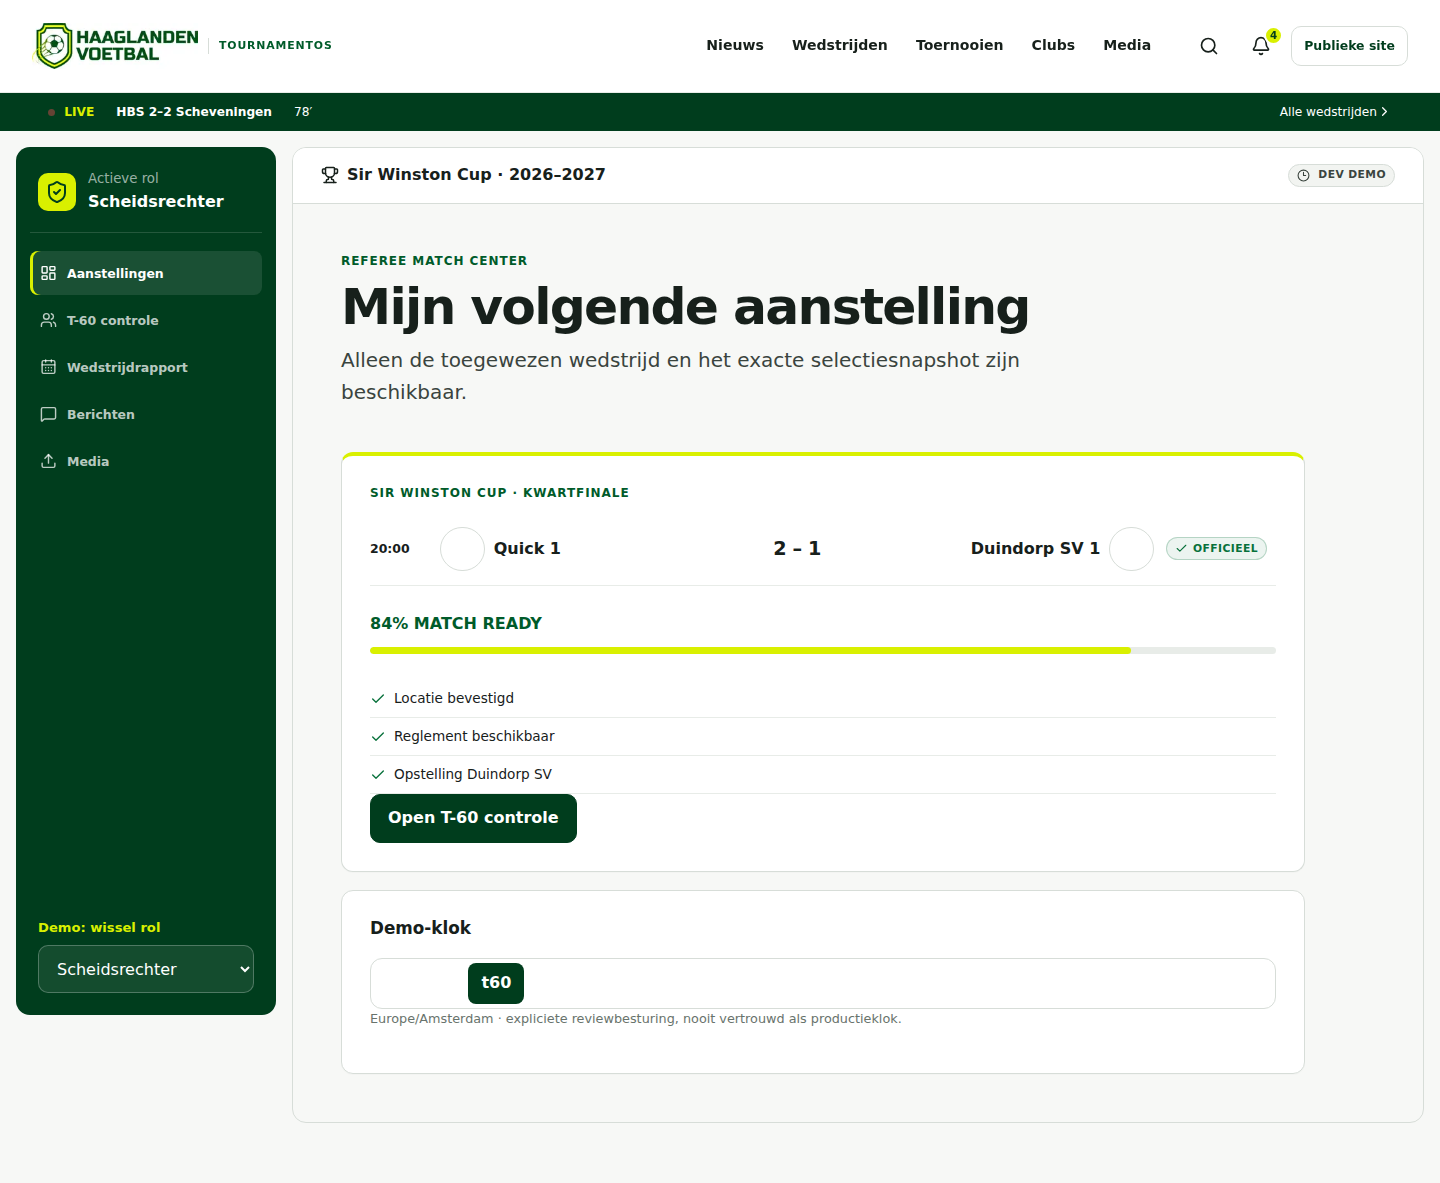 HAAGLANDEN
VOETBAL
TOURNAMENTOS
Nieuws
Wedstrijden
Toernooien
Clubs
Media
4
Publieke site
LIVE
HBS 2–2 Scheveningen
78′
Alle wedstrijden
Actieve rol
Scheidsrechter
Aanstellingen
T-60 controle
Wedstrijdrapport
Berichten
Media
Demo: wissel rol
Scheidsrechter
Sir Winston Cup · 2026–2027
DEV DEMO
REFEREE MATCH CENTER
Mijn volgende aanstelling
Alleen de toegewezen wedstrijd en het exacte selectiesnapshot zijn
beschikbaar.
SIR WINSTON CUP · KWARTFINALE
20:00
Quick 1
2 – 1
Duindorp SV 1
OFFICIEEL
84% MATCH READY
Locatie bevestigd
Reglement beschikbaar
Opstelling Duindorp SV
Open T-60 controle
Demo-klok
t60
Europe/Amsterdam · expliciete reviewbesturing, nooit vertrouwd als productieklok.